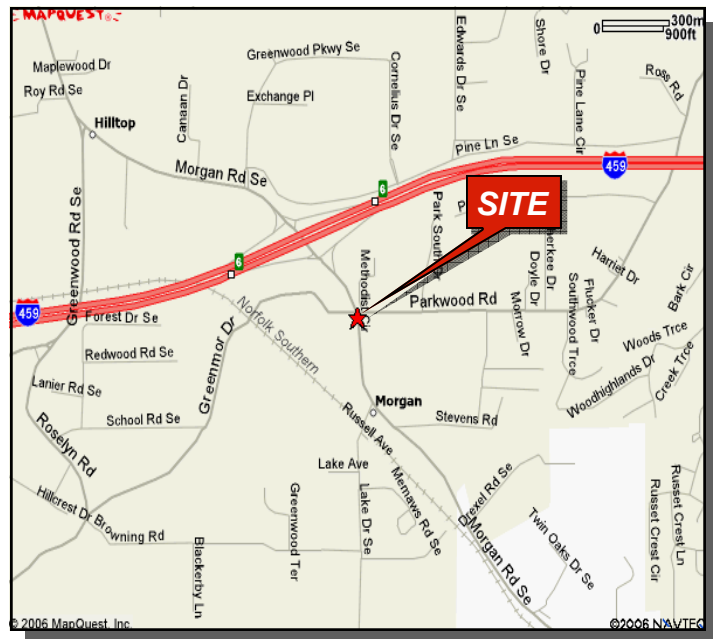 MAPQUEST
300m
0
900ft
Greenwood Pkwy Se
Maplewood Dr
Roy Rd Se
Exchange Pl
Canaan Dr
Cornelius Dr Se
Edwards Dr Se
Shore Dr
Pine Lane Cir
Ross Rd
Hilltop
Pine Ln Se
Morgan Rd Se
459
6
SITE
Greenwood Rd Se
Park South Dr
6
Methodist Cir
Doyle Dr
Harriet Dr
Bark Cir
459
Forest Dr Se
Norfolk Southern
Parkwood Rd
Morrow Dr
Southwood Trce
Flucker Dr
Greenmor Dr
Redwood Rd Se
Woods Trce
Woodhighlands Dr
Creek Trce
Lanier Rd Se
Morgan
School Rd Se
Russell Ave
Stevens Rd
Roselyn Rd
Lake Ave
Memaws Rd Se
Hillcrest Dr
Browning Rd
Greenwood Ter
Lake Dr Se
Drexel Rd Se
Russet Crest Cir
Russet Crest Ln
Blackerby Ln
Morgan Rd Se
Twin Oaks Dr Se
© 2006 MapQuest, Inc.
©2006 NAVTEQ